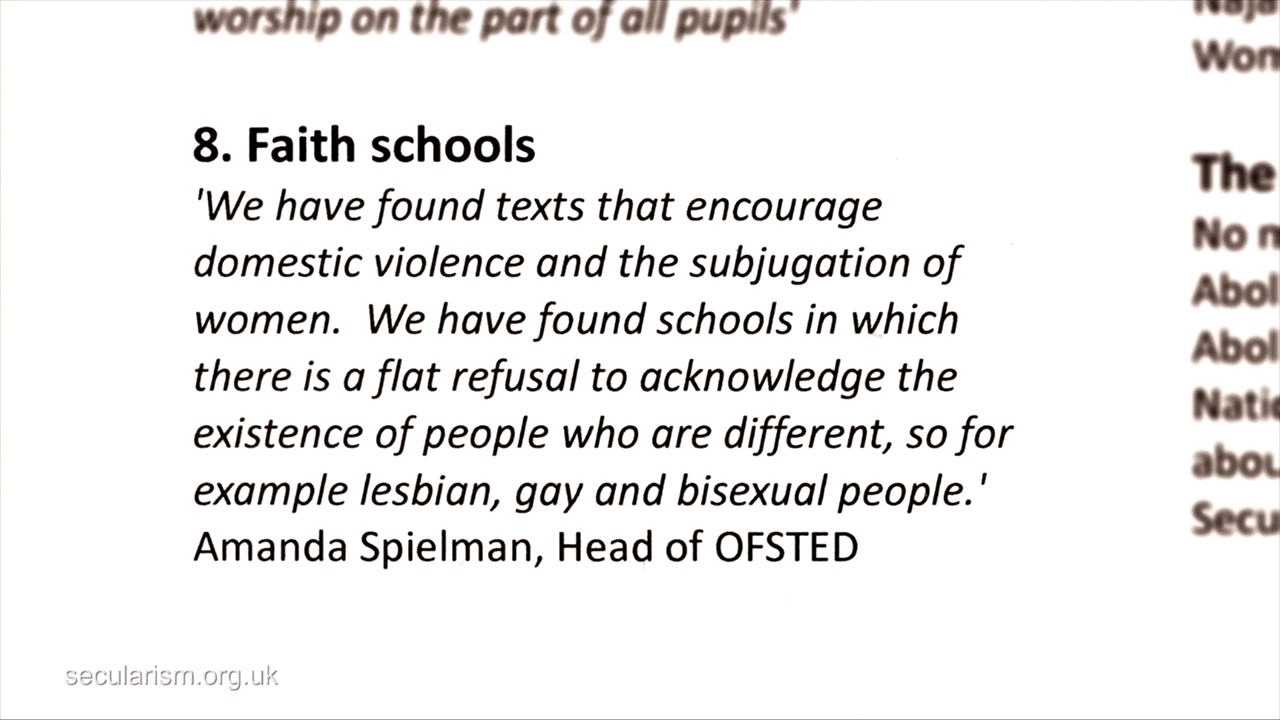 worship on the part of all pupils'
8. Faith schools
'We have found texts that encourage
domestic violence and the subjugation of
women. We have found schools in which
there is a flat refusal to acknowledge the
existence of people who are different, so for
example lesbian, gay and bisexual people.'
Amanda Spielman, Head of OFSTED
The
No
secularism.org.uk